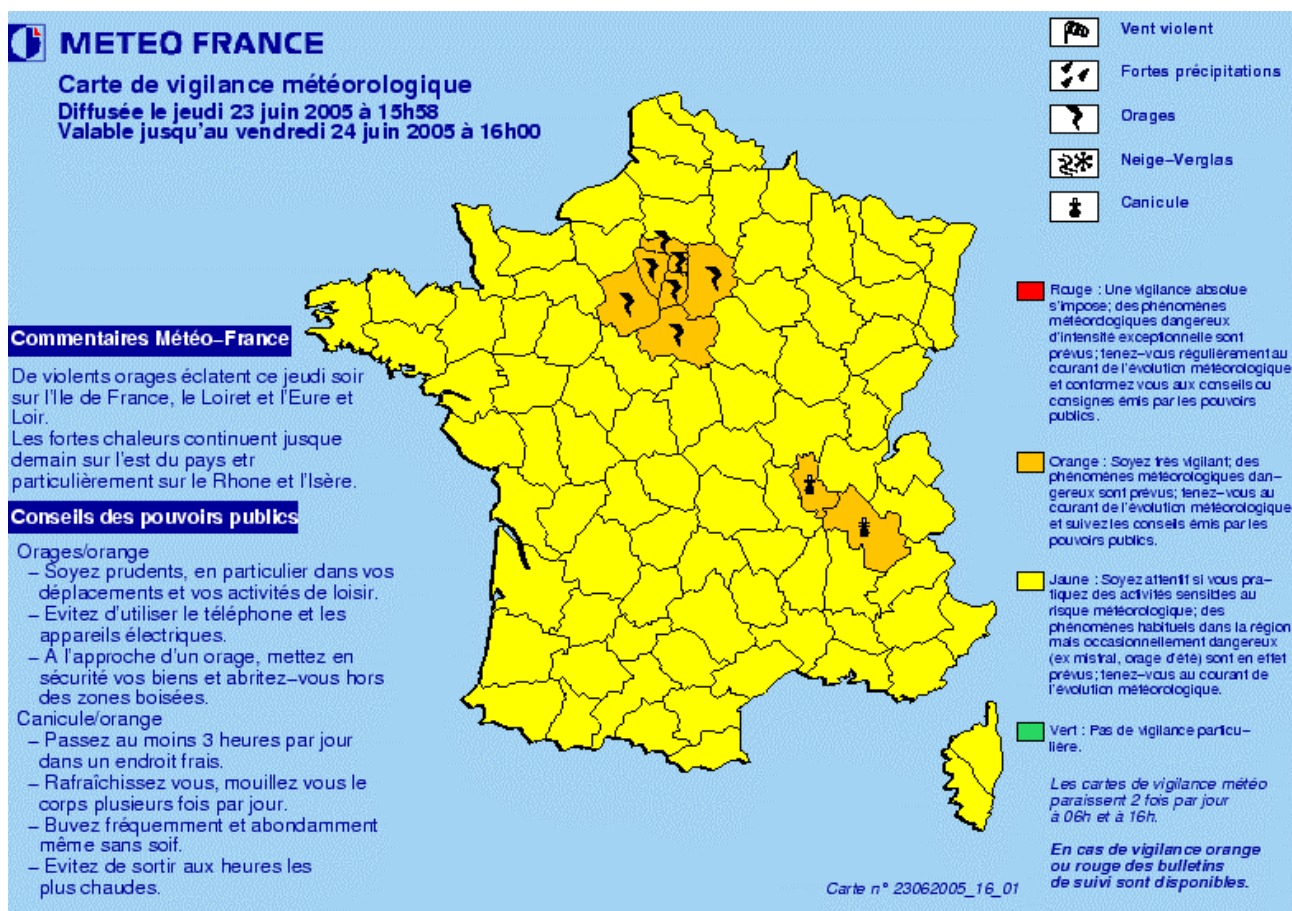 METEO FRANCE
Carte de vigilance météorologique
Diffusée le jeudi 23 juin 2005 à 15h58
Valable jusqu'au vendredi 24 juin 2005 à 16h00
Commentaires Météo–France
De violents orages éclatent ce jeudi soir
sur l'Ile de France, le Loiret et l'Eure et
Loir.
Les fortes chaleurs continuent jusque
demain sur l'est du pays etr
particulièrement sur le Rhone et l'Isère.
Conseils des pouvoirs publics
Orages/orange
– Soyez prudents, en particulier dans vos
déplacements et vos activités de loisir.
– Evitez d'utiliser le téléphone et les
appareils électriques.
– A l'approche d'un orage, mettez en
sécurité vos biens et abritez–vous hors
des zones boisées.
Canicule/orange
– Passez au moins 3 heures par jour
dans un endroit frais.
– Rafraîchissez vous, mouillez vous le
corps plusieurs fois par jour.
– Buvez fréquemment et abondamment
même sans soif.
– Evitez de sortir aux heures les
plus chaudes.
Vent violent
Fortes précipitations
Orages
Neige–Verglas
Canicule
Rouge : Une vigilance absolue
s'impose; des phénomènes
météorologiques dangereux
d'intensité exceptionnelle sont
prévus; tenez–vous régulièrement au
courant de l'évolution météorologique
et conformez vous aux conseils ou
consignes émis par les pouvoirs
publics.
Orange : Soyez très vigilant; des
phénomènes météorologiques dan–
gereux sont prévus; tenez–vous au
courant de l'évolution météorologique
et suivez les conseils émis par les
pouvoirs publics.
Jaune : Soyez attentif si vous pra–
tiquez des activités sensibles au
risque météorologique; des
phénomènes habituels dans la région
mais occasionnellement dangereux
(ex mistral, orage d'été) sont en effet
prévus; tenez–vous au courant de
l'évolution météorologique.
Vert : Pas de vigilance particu–
lière.
Les cartes de vigilance météo
paraissent 2 fois par jour
à 06h et à 16h.
En cas de vigilance orange
ou rouge des bulletins
de suivi sont disponibles.
Carte n° 23062005_16_01